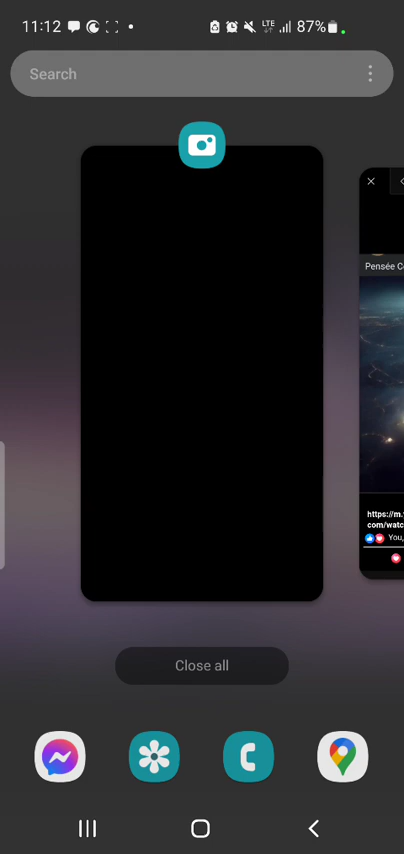 11:12
LTE
87%
Search
Pensée C
https://m.
com/watc
You,
Close all